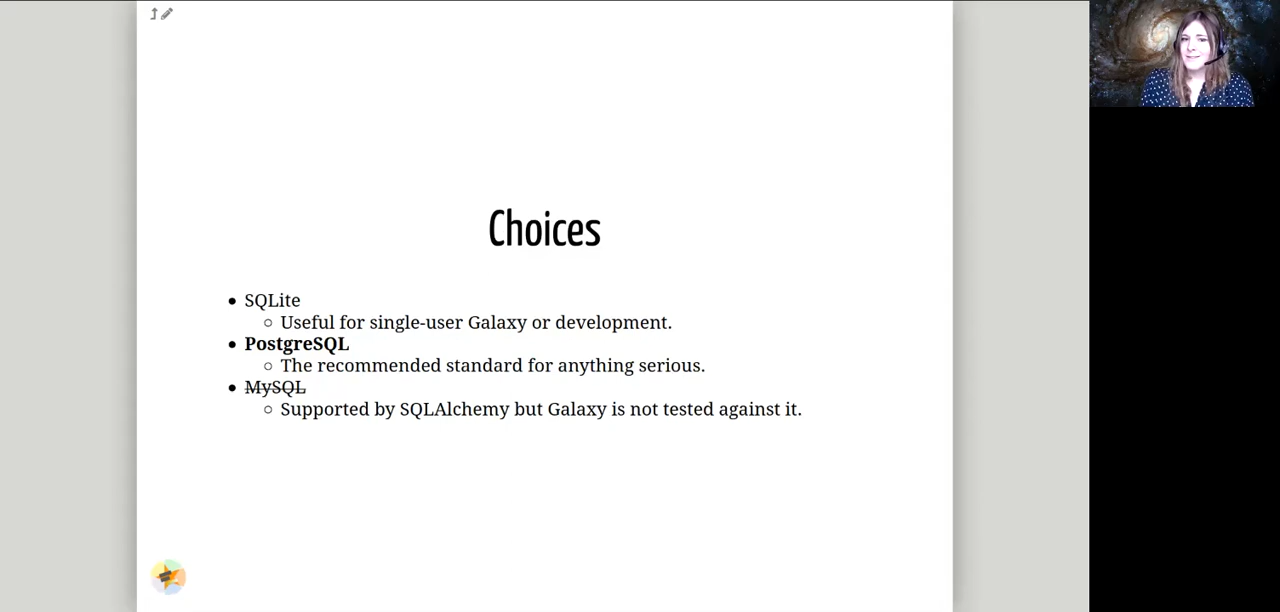 Choices
SQLite
Useful for single-user Galaxy or development.
PostgreSQL
The recommended standard for anything serious.
MySQL
Supported by SQLAlchemy but Galaxy is not tested against it.